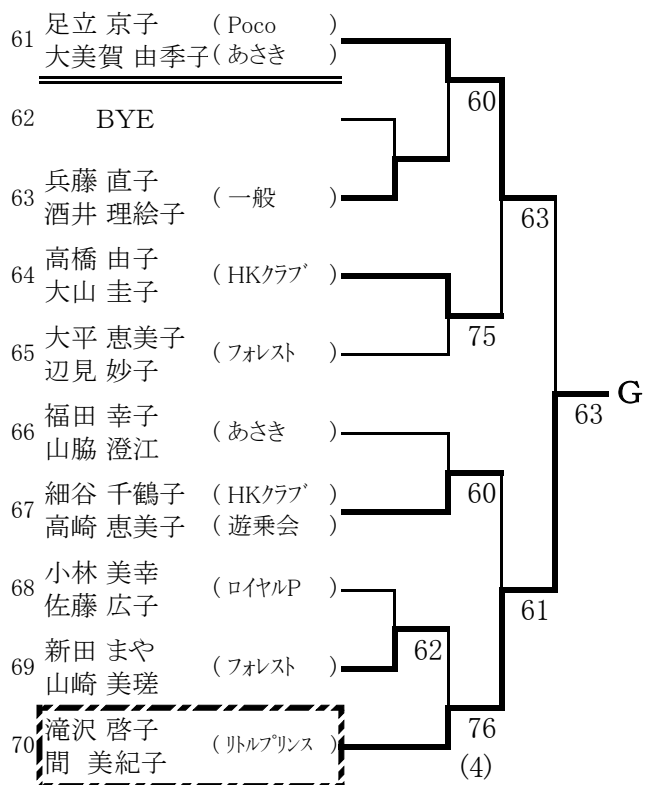 61 足立 京子 ( Poco )
大美賀 由季子 ( あさき )
60
62 BYE
63 兵藤 直子
酒井 理絵子 ( 一般 )
63
64 高橋 由子
大山 圭子 ( HKクラブ )
75
65 大平 恵美子
辺見 妙子 ( フォレスト )
63 G
66 福田 幸子
山脇 澄江 ( あさき )
60
67 細谷 千鶴子 ( HKクラブ )
高崎 恵美子 ( 遊乗会 )
68 小林 美幸
佐藤 広子 ( ロイヤルP )
61
62
69 新田 まや
山崎 美瑳 ( フォレスト )
70 滝沢 啓子
間 美紀子 ( リトルプリンス )
76
(4)